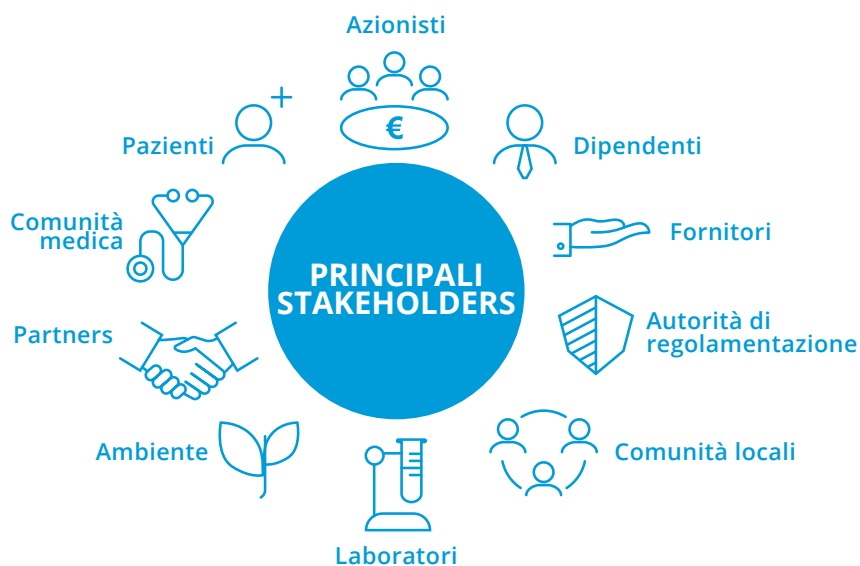 Azionisti
€
Pazienti
Dipendenti
Comunità
medica
Fornitori
PRINCIPALI
STAKEHOLDERS
Partners
Autorità di
regolamentazione
Ambiente
Comunità locali
Laboratori